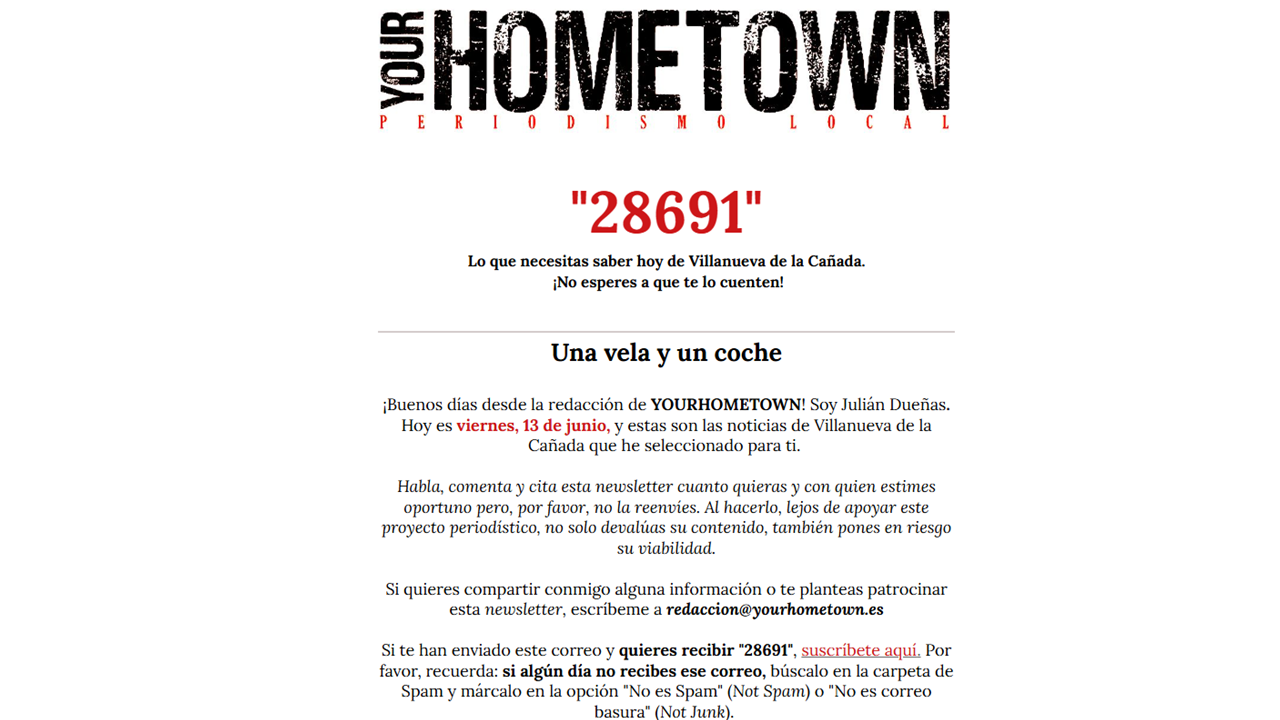 YOUR HOMETOWN
PERIODISMO LOCAL
"28691"
Lo que necesitas saber hoy de Villanueva de la Cañada.
¡No esperes a que te lo cuenten!
Una vela y un coche
¡Buenos días desde la redacción de YOURHOMETOWN! Soy Julián Dueñas.
Hoy es viernes, 13 de junio, y estas son las noticias de Villanueva de la
Cañada que he seleccionado para ti.
Habla, comenta y cita esta newsletter cuanto quieras y con quien estimes
oportuno pero, por favor, no la reenvíes. Al hacerlo, lejos de apoyar este
proyecto periodístico, no solo devalúas su contenido, también pones en riesgo
su viabilidad.
Si quieres compartir conmigo alguna información o te planteas patrocinar
esta newsletter, escríbeme a redaccion@yourhometown.es
Si te han enviado este correo y quieres recibir "28691", suscríbete aquí. Por
favor, recuerda: si algún día no recibes ese correo, búscalo en la carpeta de
Spam y márcalo en la opción "No es Spam" (Not Spam) o "No es correo
basura" (Not Junk).